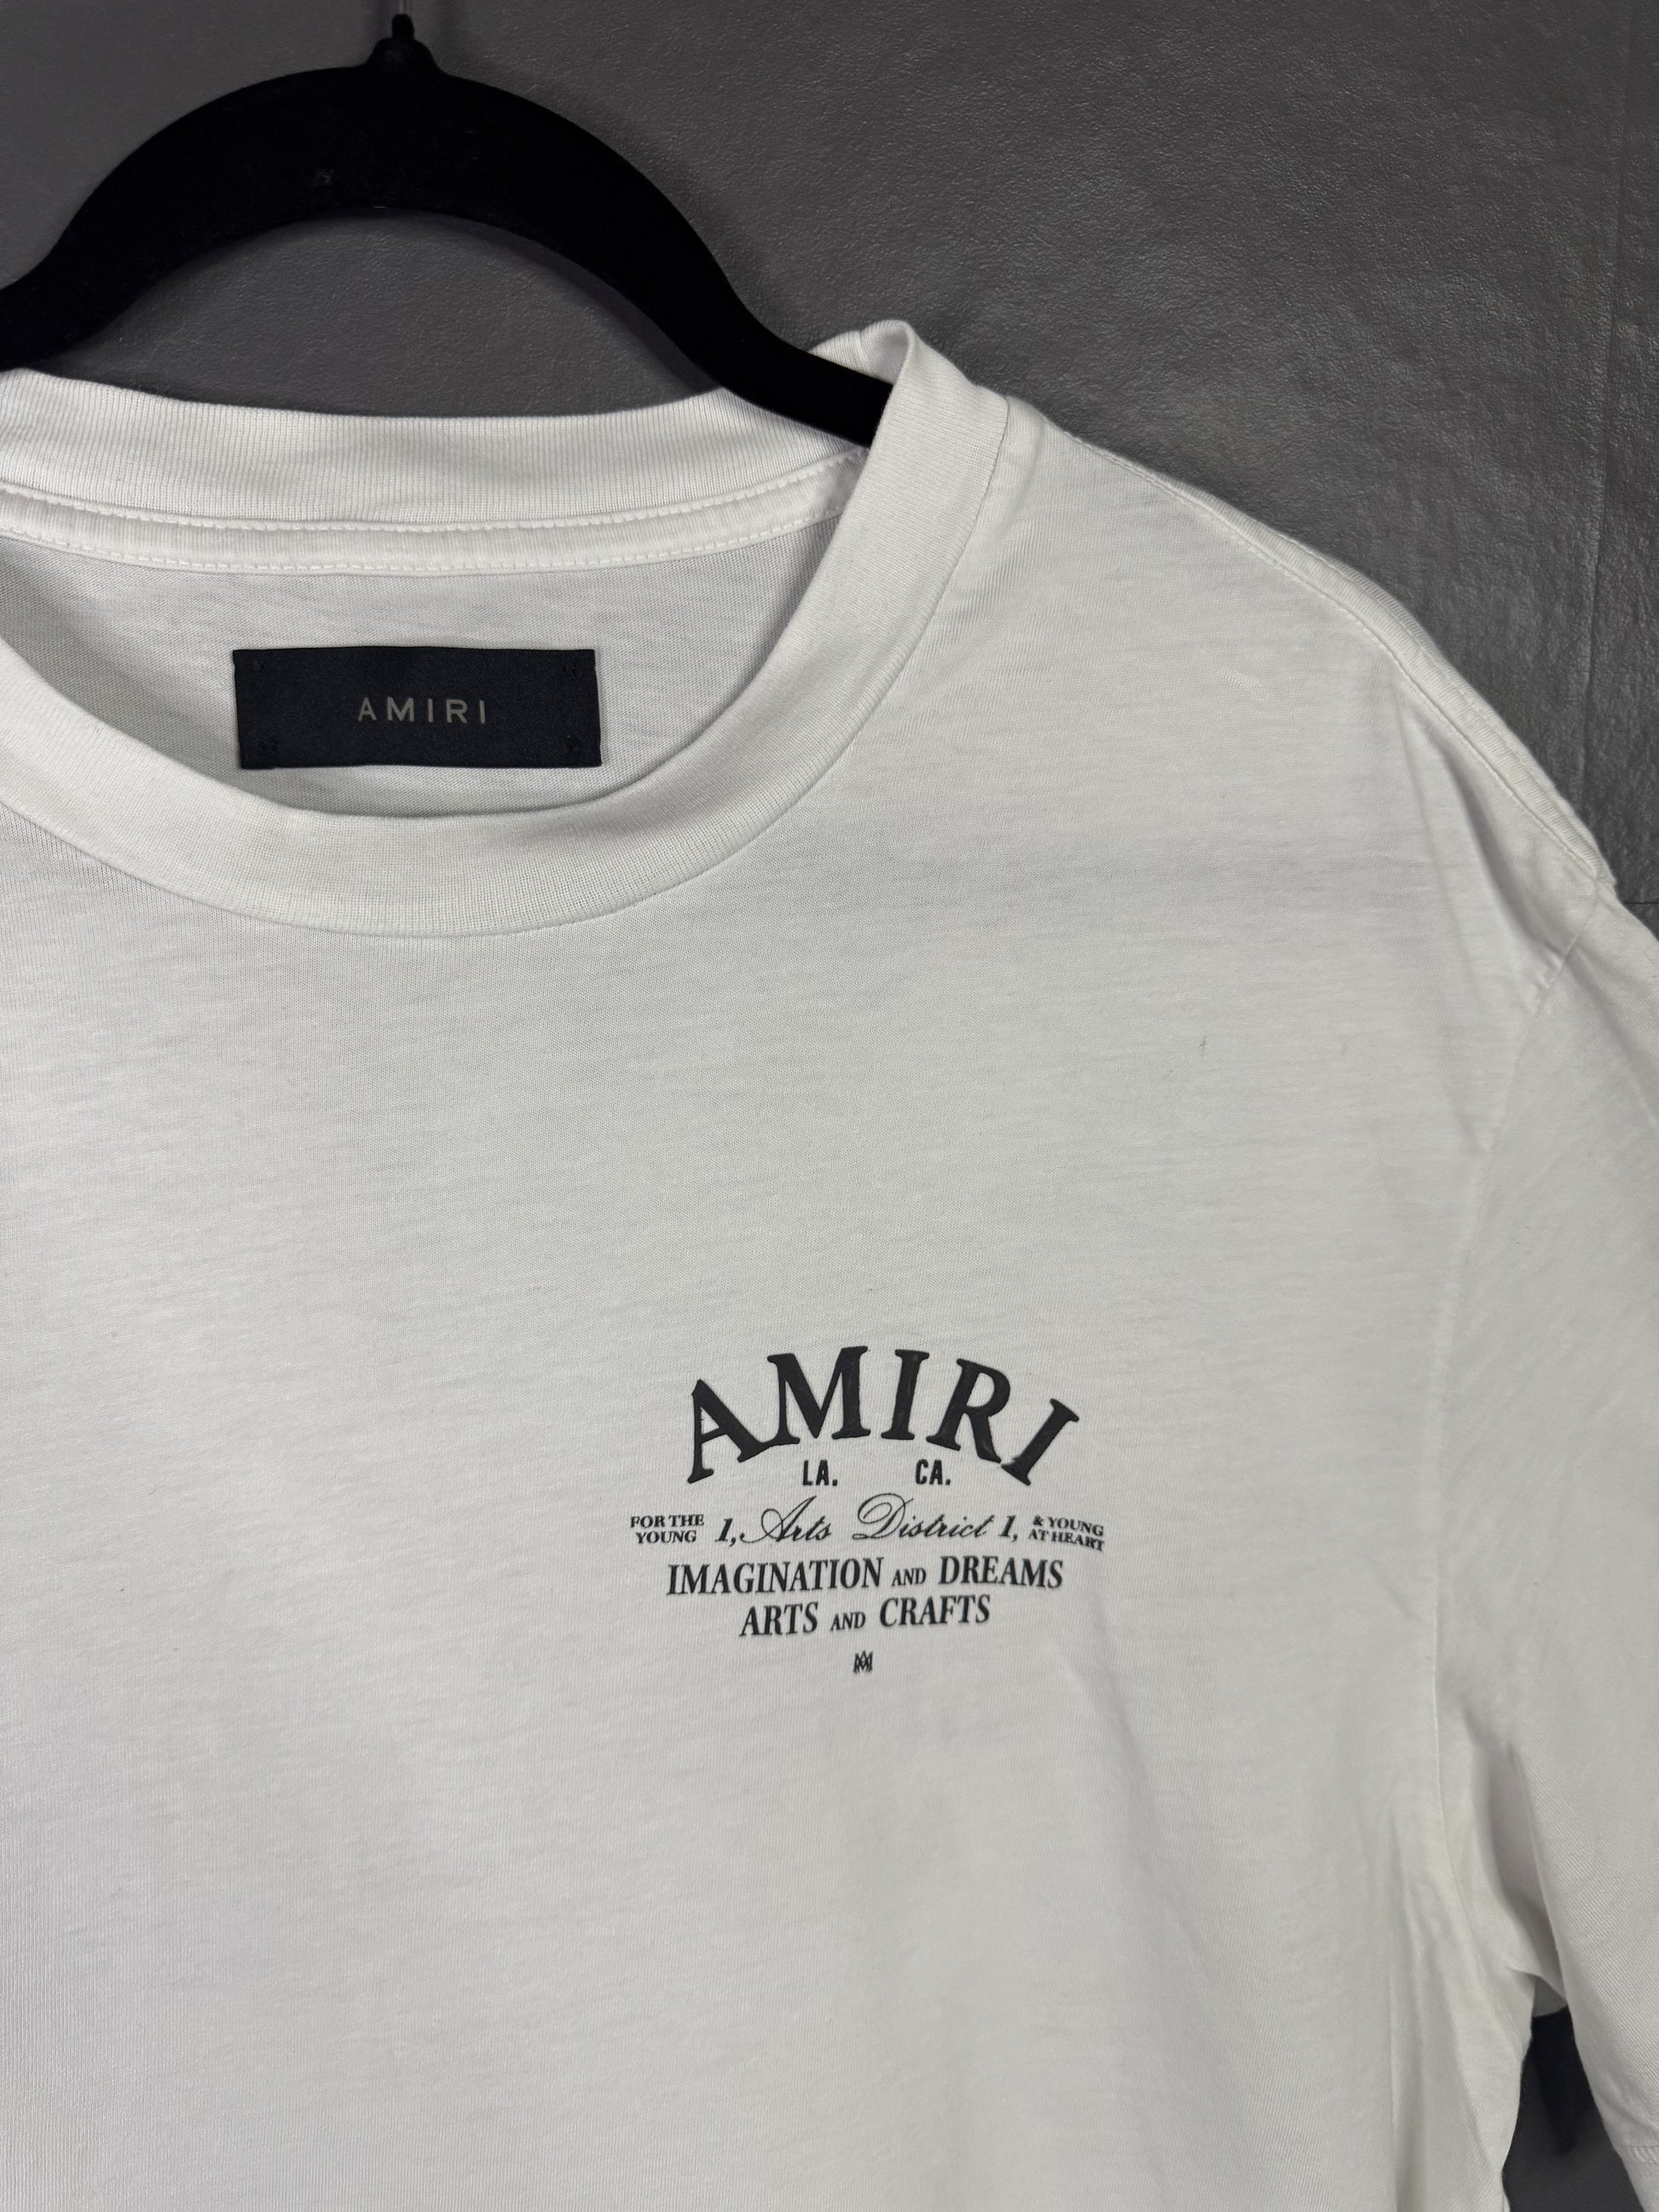 AMIRI
AMIRI
LA. CA.
FOR THE YOUNG 1, Arts District 1, & YOUNG AT HEART
IMAGINATION AND DREAMS
ARTS AND CRAFTS